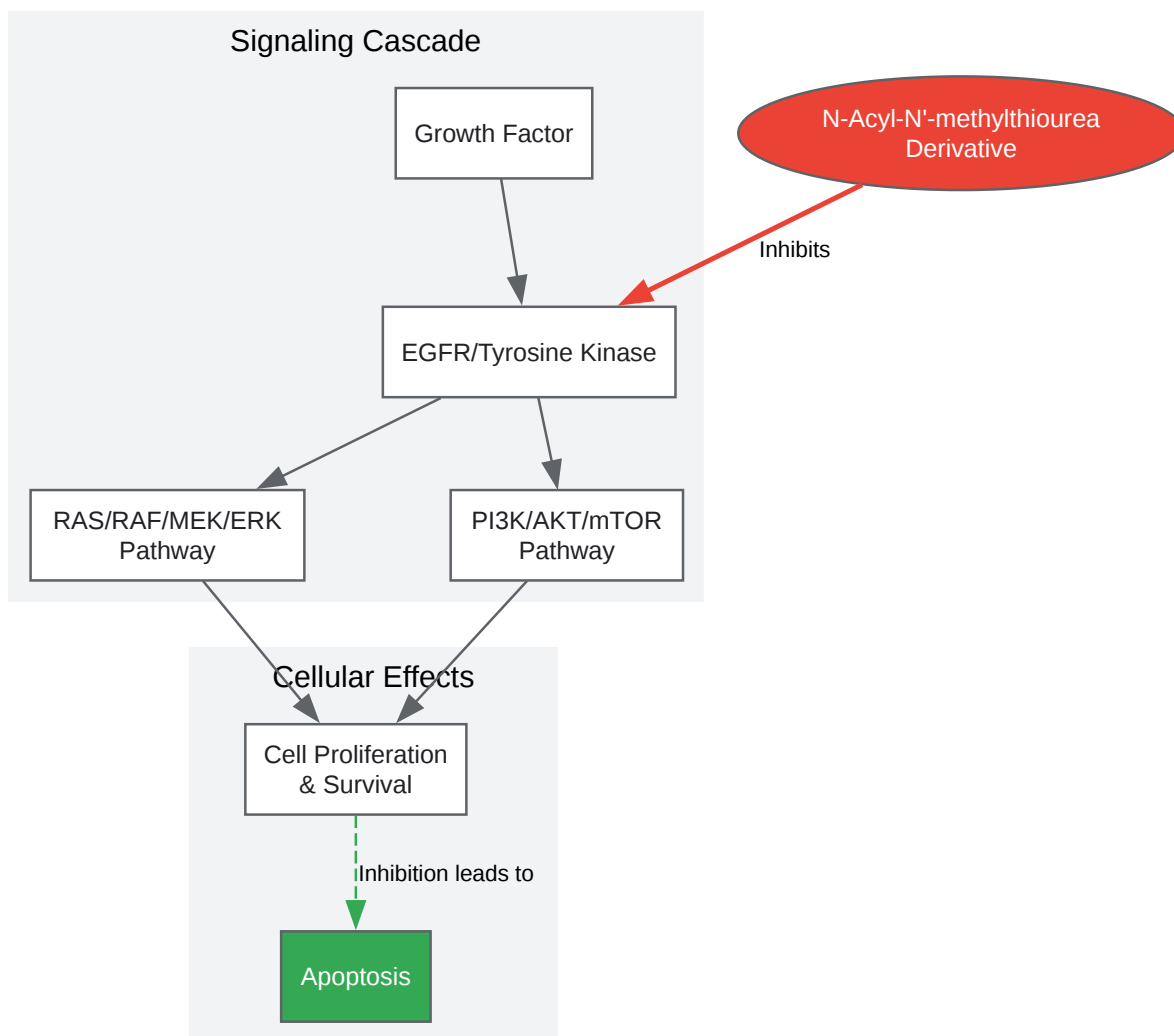 Signaling Cascade
Growth Factor
N-Acyl-N'-methylthiourea
Derivative
Inhibits
EGFR/Tyrosine Kinase
RAS/RAF/MEK/ERK
Pathway
PI3K/AKT/mTOR
Pathway
Cellular Effects
Cell Proliferation
& Survival
Inhibition leads to
Apoptosis